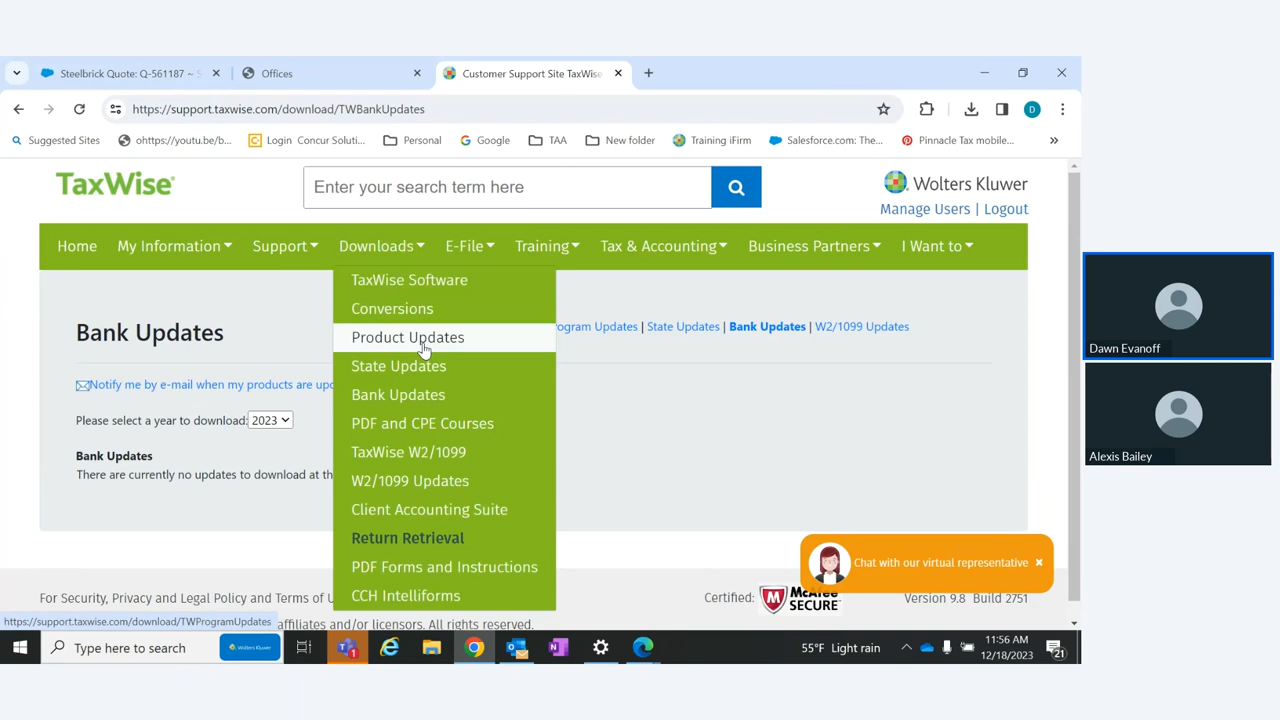 Steelbrick Quote: Q-561187 ~ S
Offices
Customer Support Site TaxWise
https://support.taxwise.com/download/TWBankUpdates
D
Suggested Sites
ohttps://youtu.be/b...
Login Concur Soluti...
Personal
Google
TAA
New folder
Training iFirm
Salesforce.com: The...
Pinnacle Tax mobile...
TaxWise®
Enter your search term here
Wolters Kluwer
Manage Users | Logout
Home My Information Support Downloads E-File Training Tax & Accounting Business Partners I Want to
TaxWise Software
Conversions
Product Updates
State Updates
Bank Updates
PDF and CPE Courses
TaxWise W2/1099
W2/1099 Updates
Client Accounting Suite
Return Retrieval
PDF Forms and Instructions
CCH Intelliforms
Bank Updates
ogram Updates | State Updates | Bank Updates | W2/1099 Updates
Notify me by e-mail when my products are upd
Please select a year to download: 2023
Bank Updates
There are currently no updates to download at th
Chat with our virtual representative ×
For Security, Privacy and Legal Policy and Terms of U
Certified: McAfee SECURE
Version 9.8 Build 2751
https://support.taxwise.com/download/TWProgramUpdates
affiliates and/or licensors. All rights reserved.
Type here to search
Wolters Kluwer
1
55°F Light rain
11:56 AM
12/18/2023
21
Dawn Evanoff
Alexis Bailey